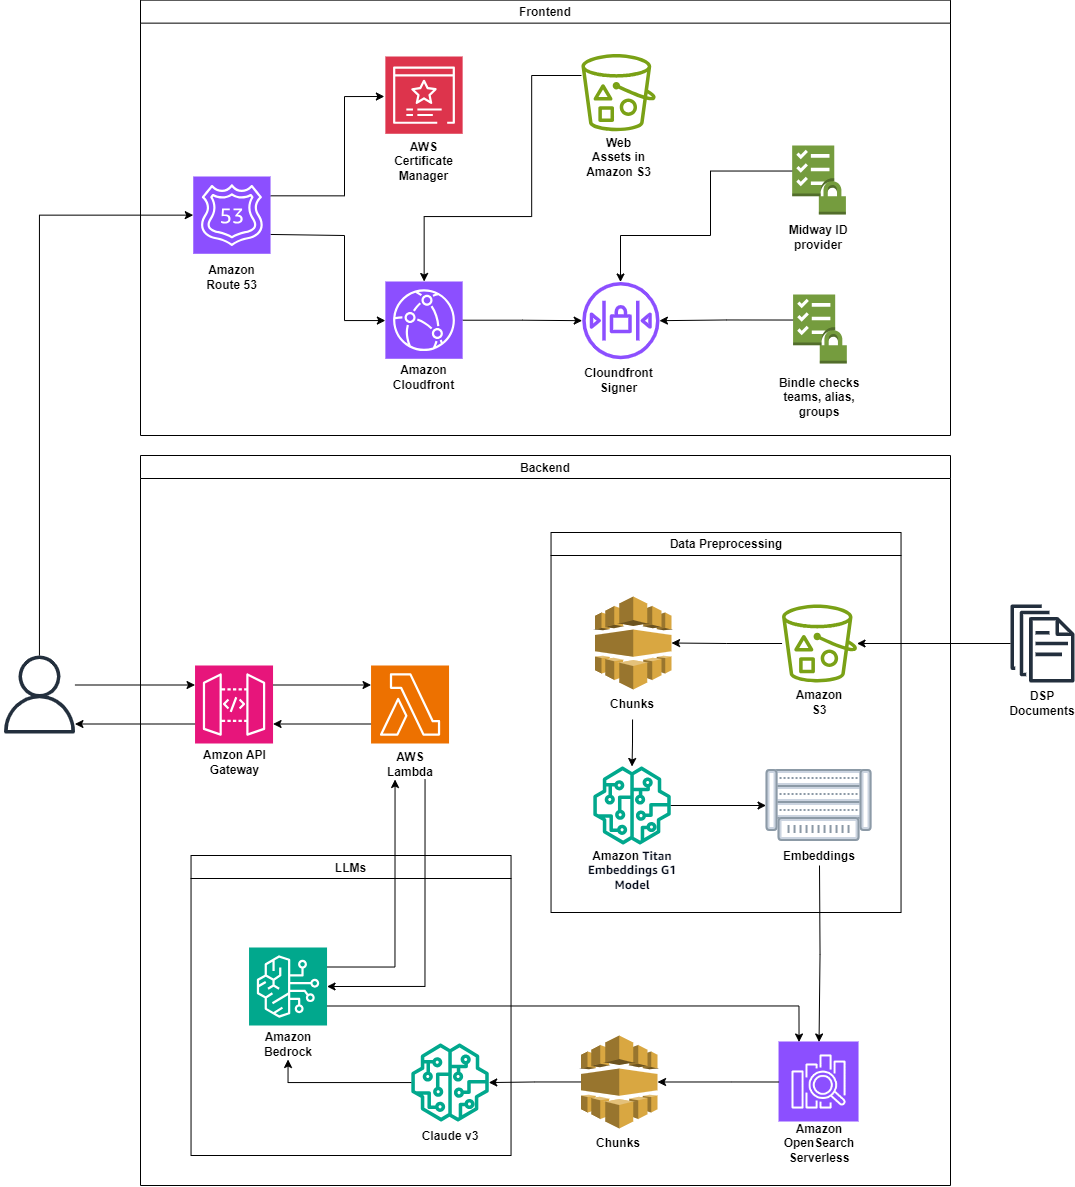 Frontend
AWS
Certificate
Manager
Web
Assets in
Amazon S3
Midway ID
provider
53
Amazon
Route 53
Amazon
Cloudfront
Cloundfront
Signer
Bindle checks
teams, alias,
groups
Backend
Data Preprocessing
Chunks
Amazon
S3
DSP
Documents
</>
Amzon API
Gateway
AWS
Lambda
Amazon Titan
Embeddings G1
Model
Embeddings
LLMs
Amazon
Bedrock
Claude v3
Chunks
Amazon
OpenSearch
Serverless